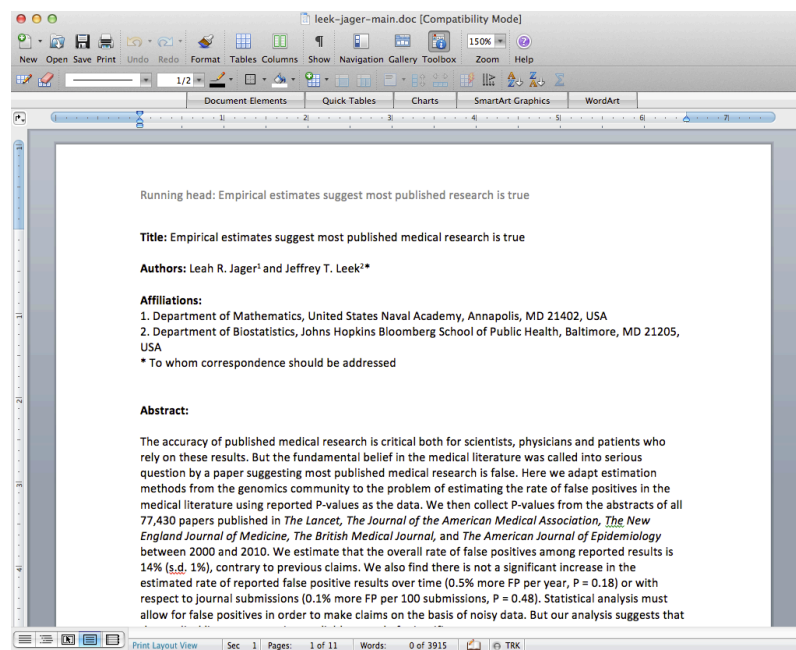 leek-jager-main.doc [Compatibility Mode]
150%
New Open Save Print Undo Redo Format Tables Columns Show Navigation Gallery Toolbox Zoom Help
1/2
Document Elements Quick Tables Charts SmartArt Graphics WordArt
1 2 3 4 5 6 7
Running head: Empirical estimates suggest most published research is true
Title: Empirical estimates suggest most published medical research is true
Authors: Leah R. Jager1 and Jeffrey T. Leek2*
Affiliations:
1. Department of Mathematics, United States Naval Academy, Annapolis, MD 21402, USA
2. Department of Biostatistics, Johns Hopkins Bloomberg School of Public Health, Baltimore, MD 21205,
USA
* To whom correspondence should be addressed
Abstract:
The accuracy of published medical research is critical both for scientists, physicians and patients who
rely on these results. But the fundamental belief in the medical literature was called into serious
question by a paper suggesting most published medical research is false. Here we adapt estimation
methods from the genomics community to the problem of estimating the rate of false positives in the
medical literature using reported P-values as the data. We then collect P-values from the abstracts of all
77,430 papers published in The Lancet, The Journal of the American Medical Association, The New
England Journal of Medicine, The British Medical Journal, and The American Journal of Epidemiology
between 2000 and 2010. We estimate that the overall rate of false positives among reported results is
14% (s.d. 1%), contrary to previous claims. We also find there is not a significant increase in the
estimated rate of reported false positive results over time (0.5% more FP per year, P = 0.18) or with
respect to journal submissions (0.1% more FP per 100 submissions, P = 0.48). Statistical analysis must
allow for false positives in order to make claims on the basis of noisy data. But our analysis suggests that
Print Layout View Sec 1 Pages: 1 of 11 Words: 0 of 3915 TRK